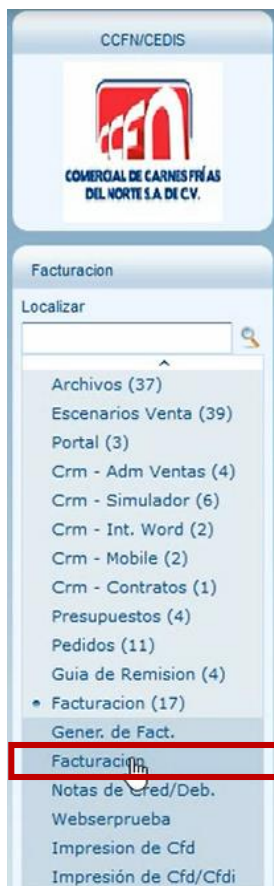 CCFN/CEDIS
CCFN
COMERCIAL DE CARNES FRÍAS
DEL NORTE S.A. DE C.V.
Facturacion
Localizar
Archivos (37)
Escenarios Venta (39)
Portal (3)
Crm - Adm Ventas (4)
Crm - Simulador (6)
Crm - Int. Word (2)
Crm - Mobile (2)
Crm - Contratos (1)
Presupuestos (4)
Pedidos (11)
Guia de Remision (4)
• Facturacion (17)
Gener. de Fact.
Facturacion
Notas de Cred/Deb.
Webserprueba
Impresion de Cfd
Impresión de Cfd/Cfdi